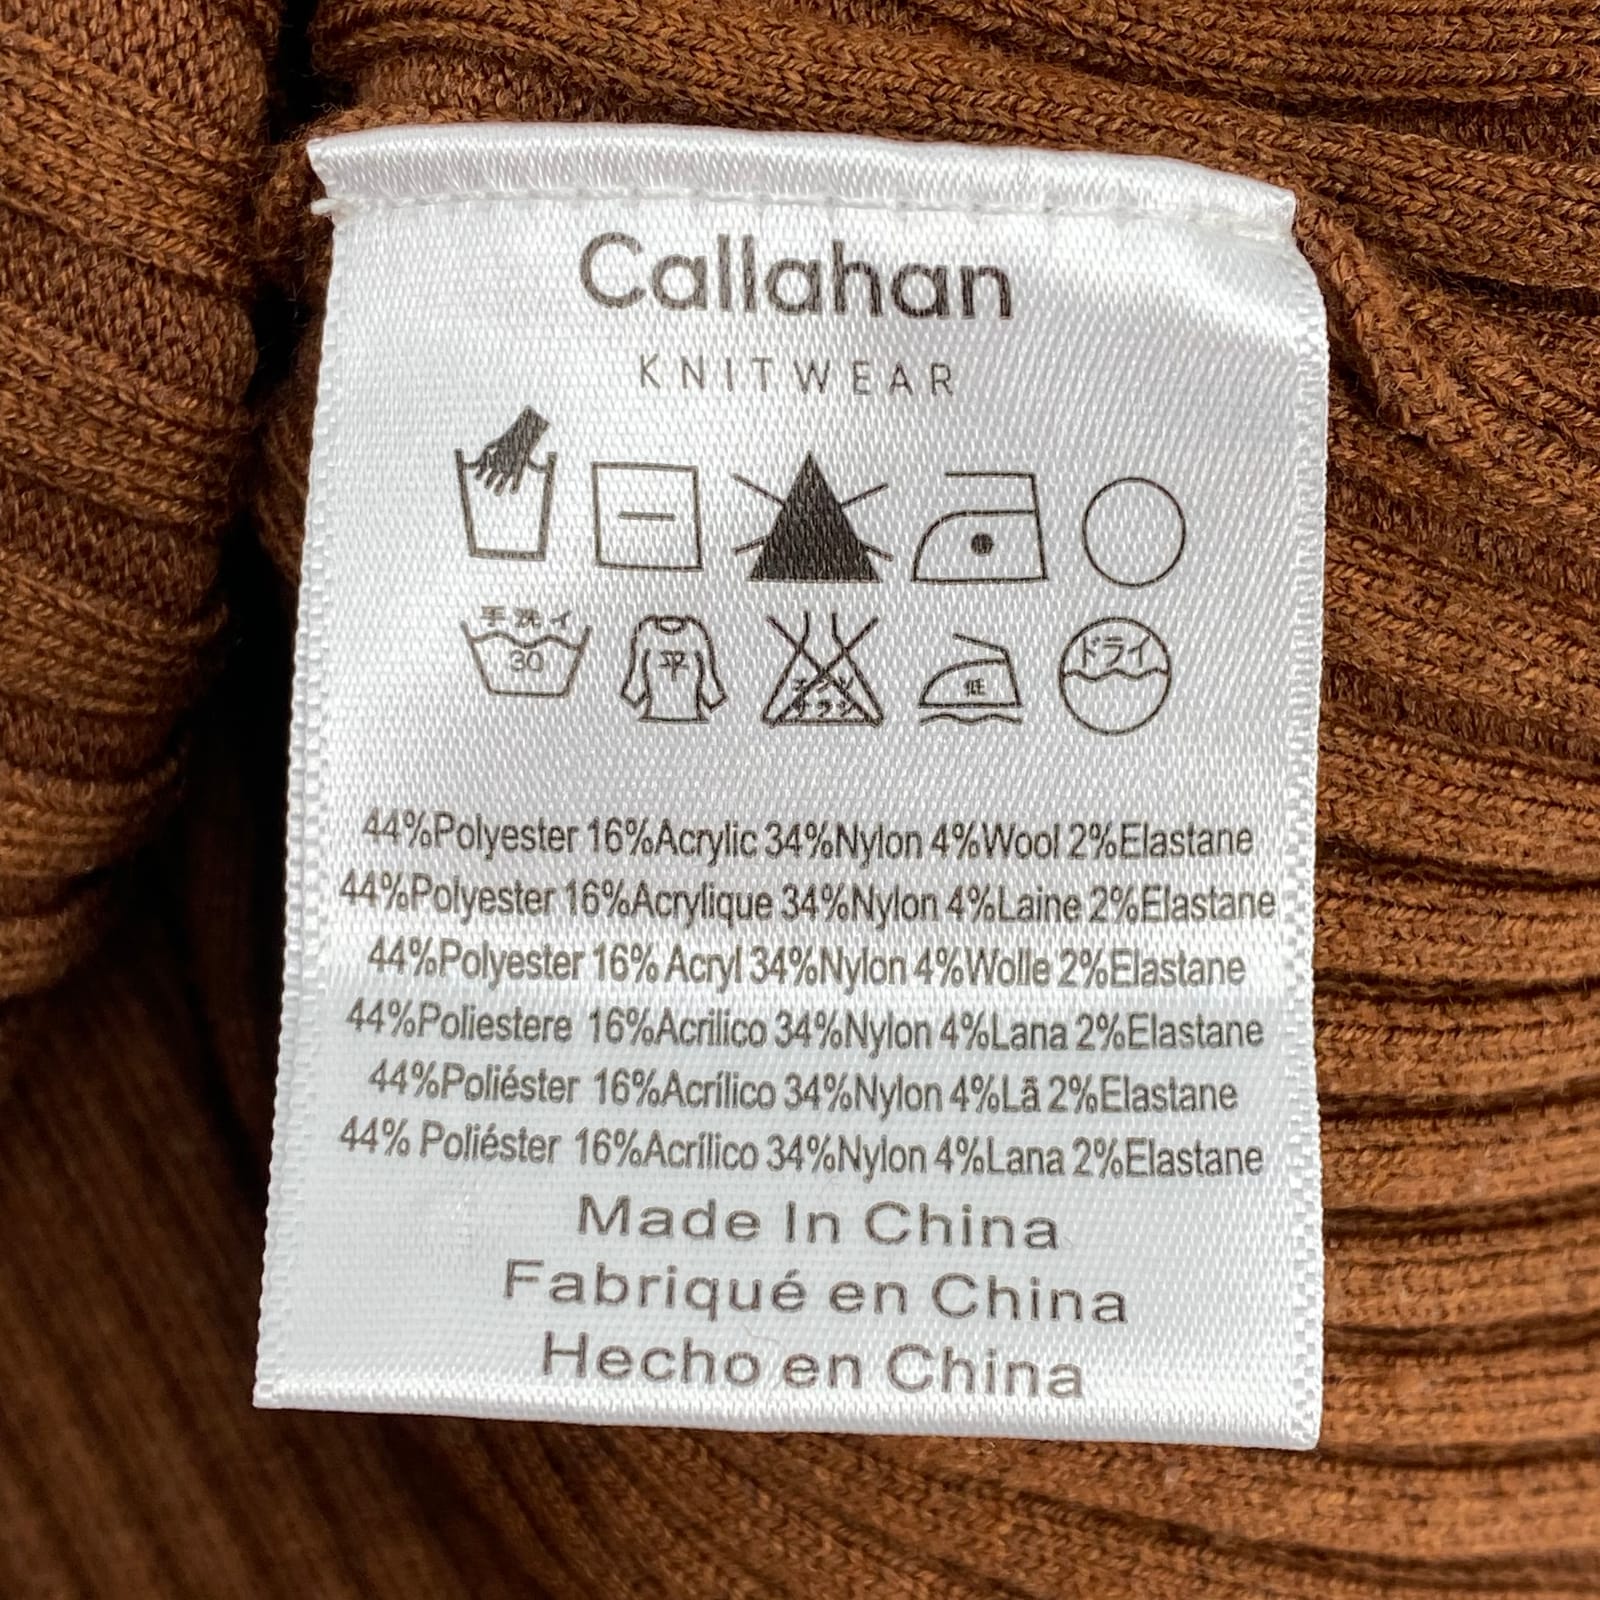 Callahan
KNITWEAR
手洗イ
30
平
低
ドライ
44%Polyester 16%Acrylic 34%Nylon 4%Wool 2%Elastane
44%Polyester 16%Acrylique 34%Nylon 4%Laine 2%Elastane
44%Polyester 16% Acryl 34%Nylon 4%Wolle 2%Elastane
44%Poliestere 16%Acrilico 34%Nylon 4%Lana 2%Elastane
44%Poliéster 16%Acrílico 34%Nylon 4%Lã 2%Elastane
44% Poliéster 16%Acrílico 34%Nylon 4%Lana 2%Elastane
Made In China
Fabriqué en China
Hecho en China